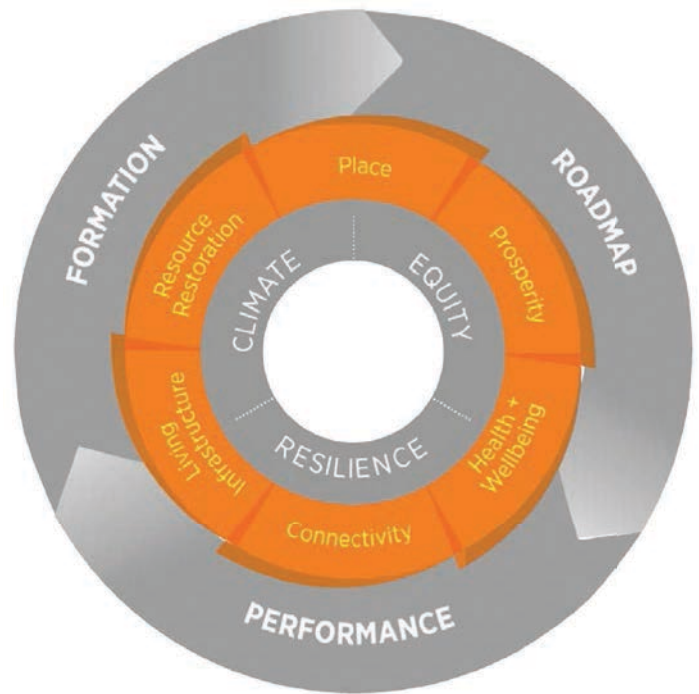 FORMATION
ROADMAP
PERFORMANCE
Place
Prosperity
Health +
Wellbeing
Connectivity
Living
Infrastructure
Resource
Restoration
CLIMATE
EQUITY
RESILIENCE